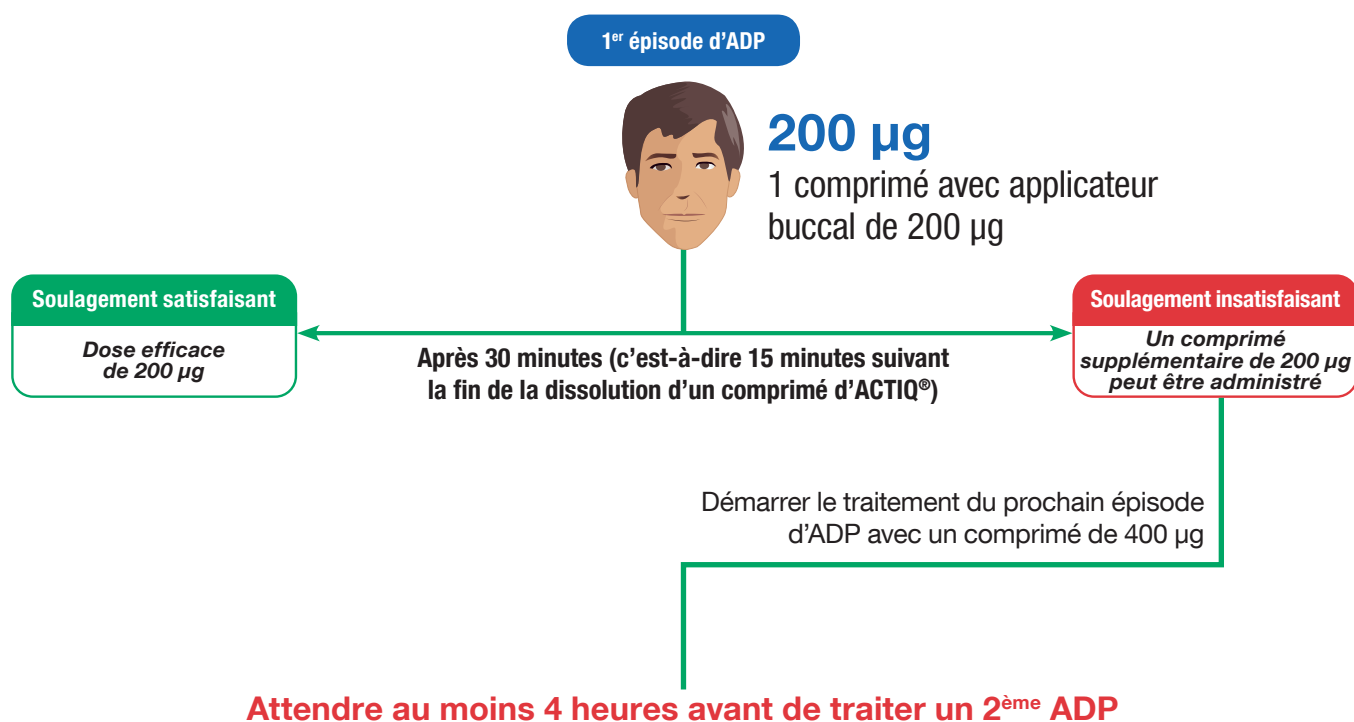 1er épisode d’ADP
200 µg
1 comprimé avec applicateur
buccal de 200 µg
Soulagement satisfaisant
Dose efficace
de 200 µg
Après 30 minutes (c’est-à-dire 15 minutes suivant
la fin de la dissolution d’un comprimé d’ACTIQ®)
Soulagement insatisfaisant
Un comprimé
supplémentaire de 200 µg
peut être administré
Démarrer le traitement du prochain épisode
d’ADP avec un comprimé de 400 µg
Attendre au moins 4 heures avant de traiter un 2ème ADP